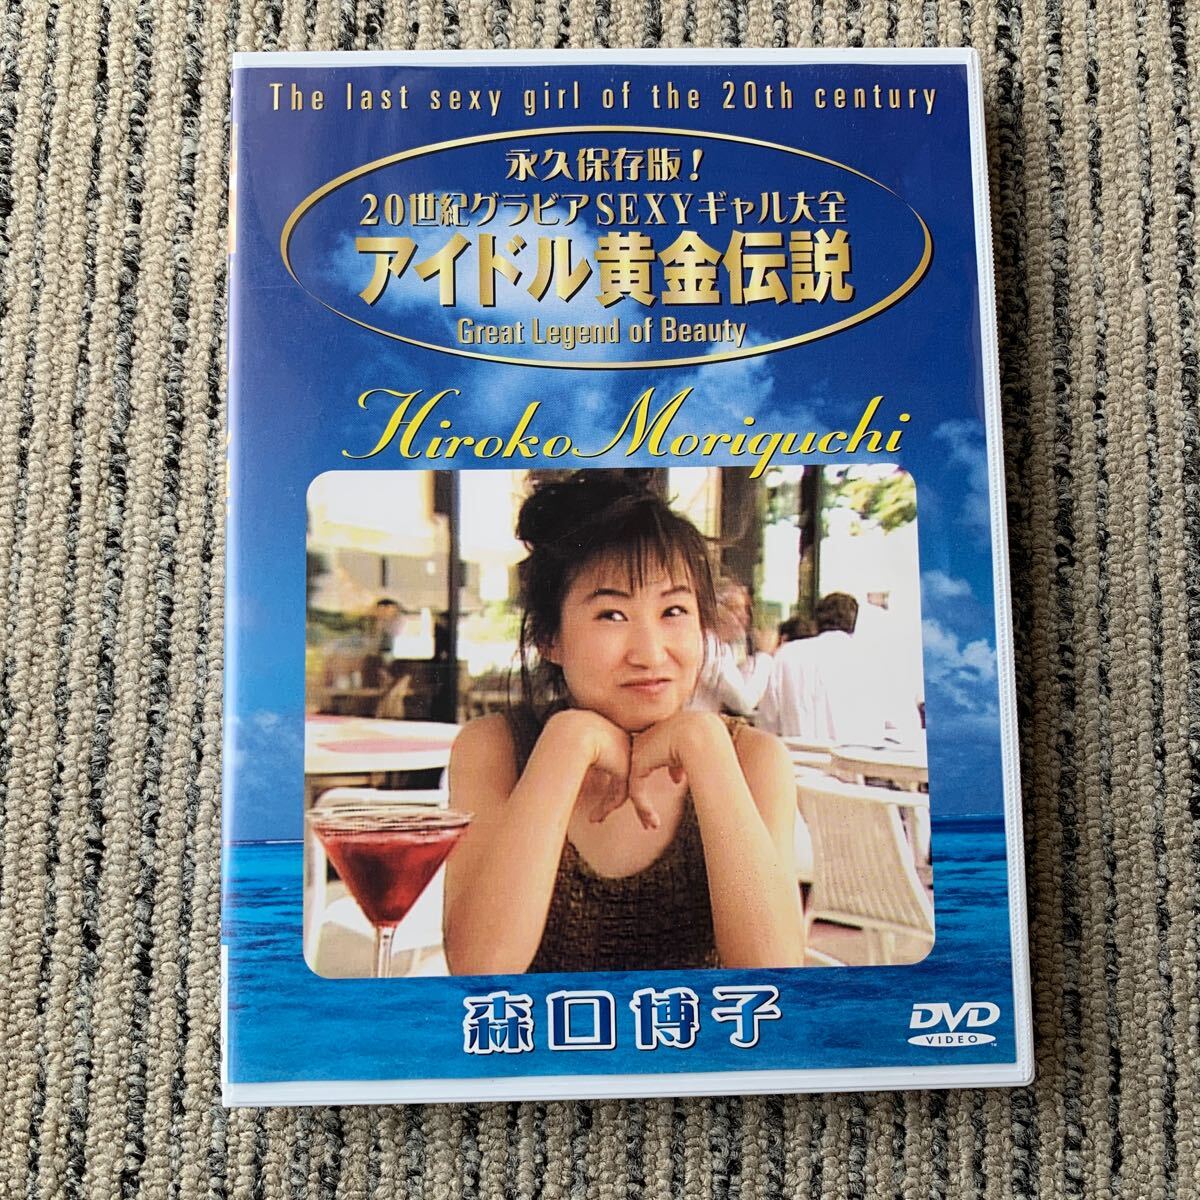 The last sexy girl of the 20th century
永久保存版!
20世紀グラビアSEXYギャル大全
アイドル黄金伝説
Great Legend of Beauty
Hiroko Moriguchi
森口博子
DVD
VIDEO
TM